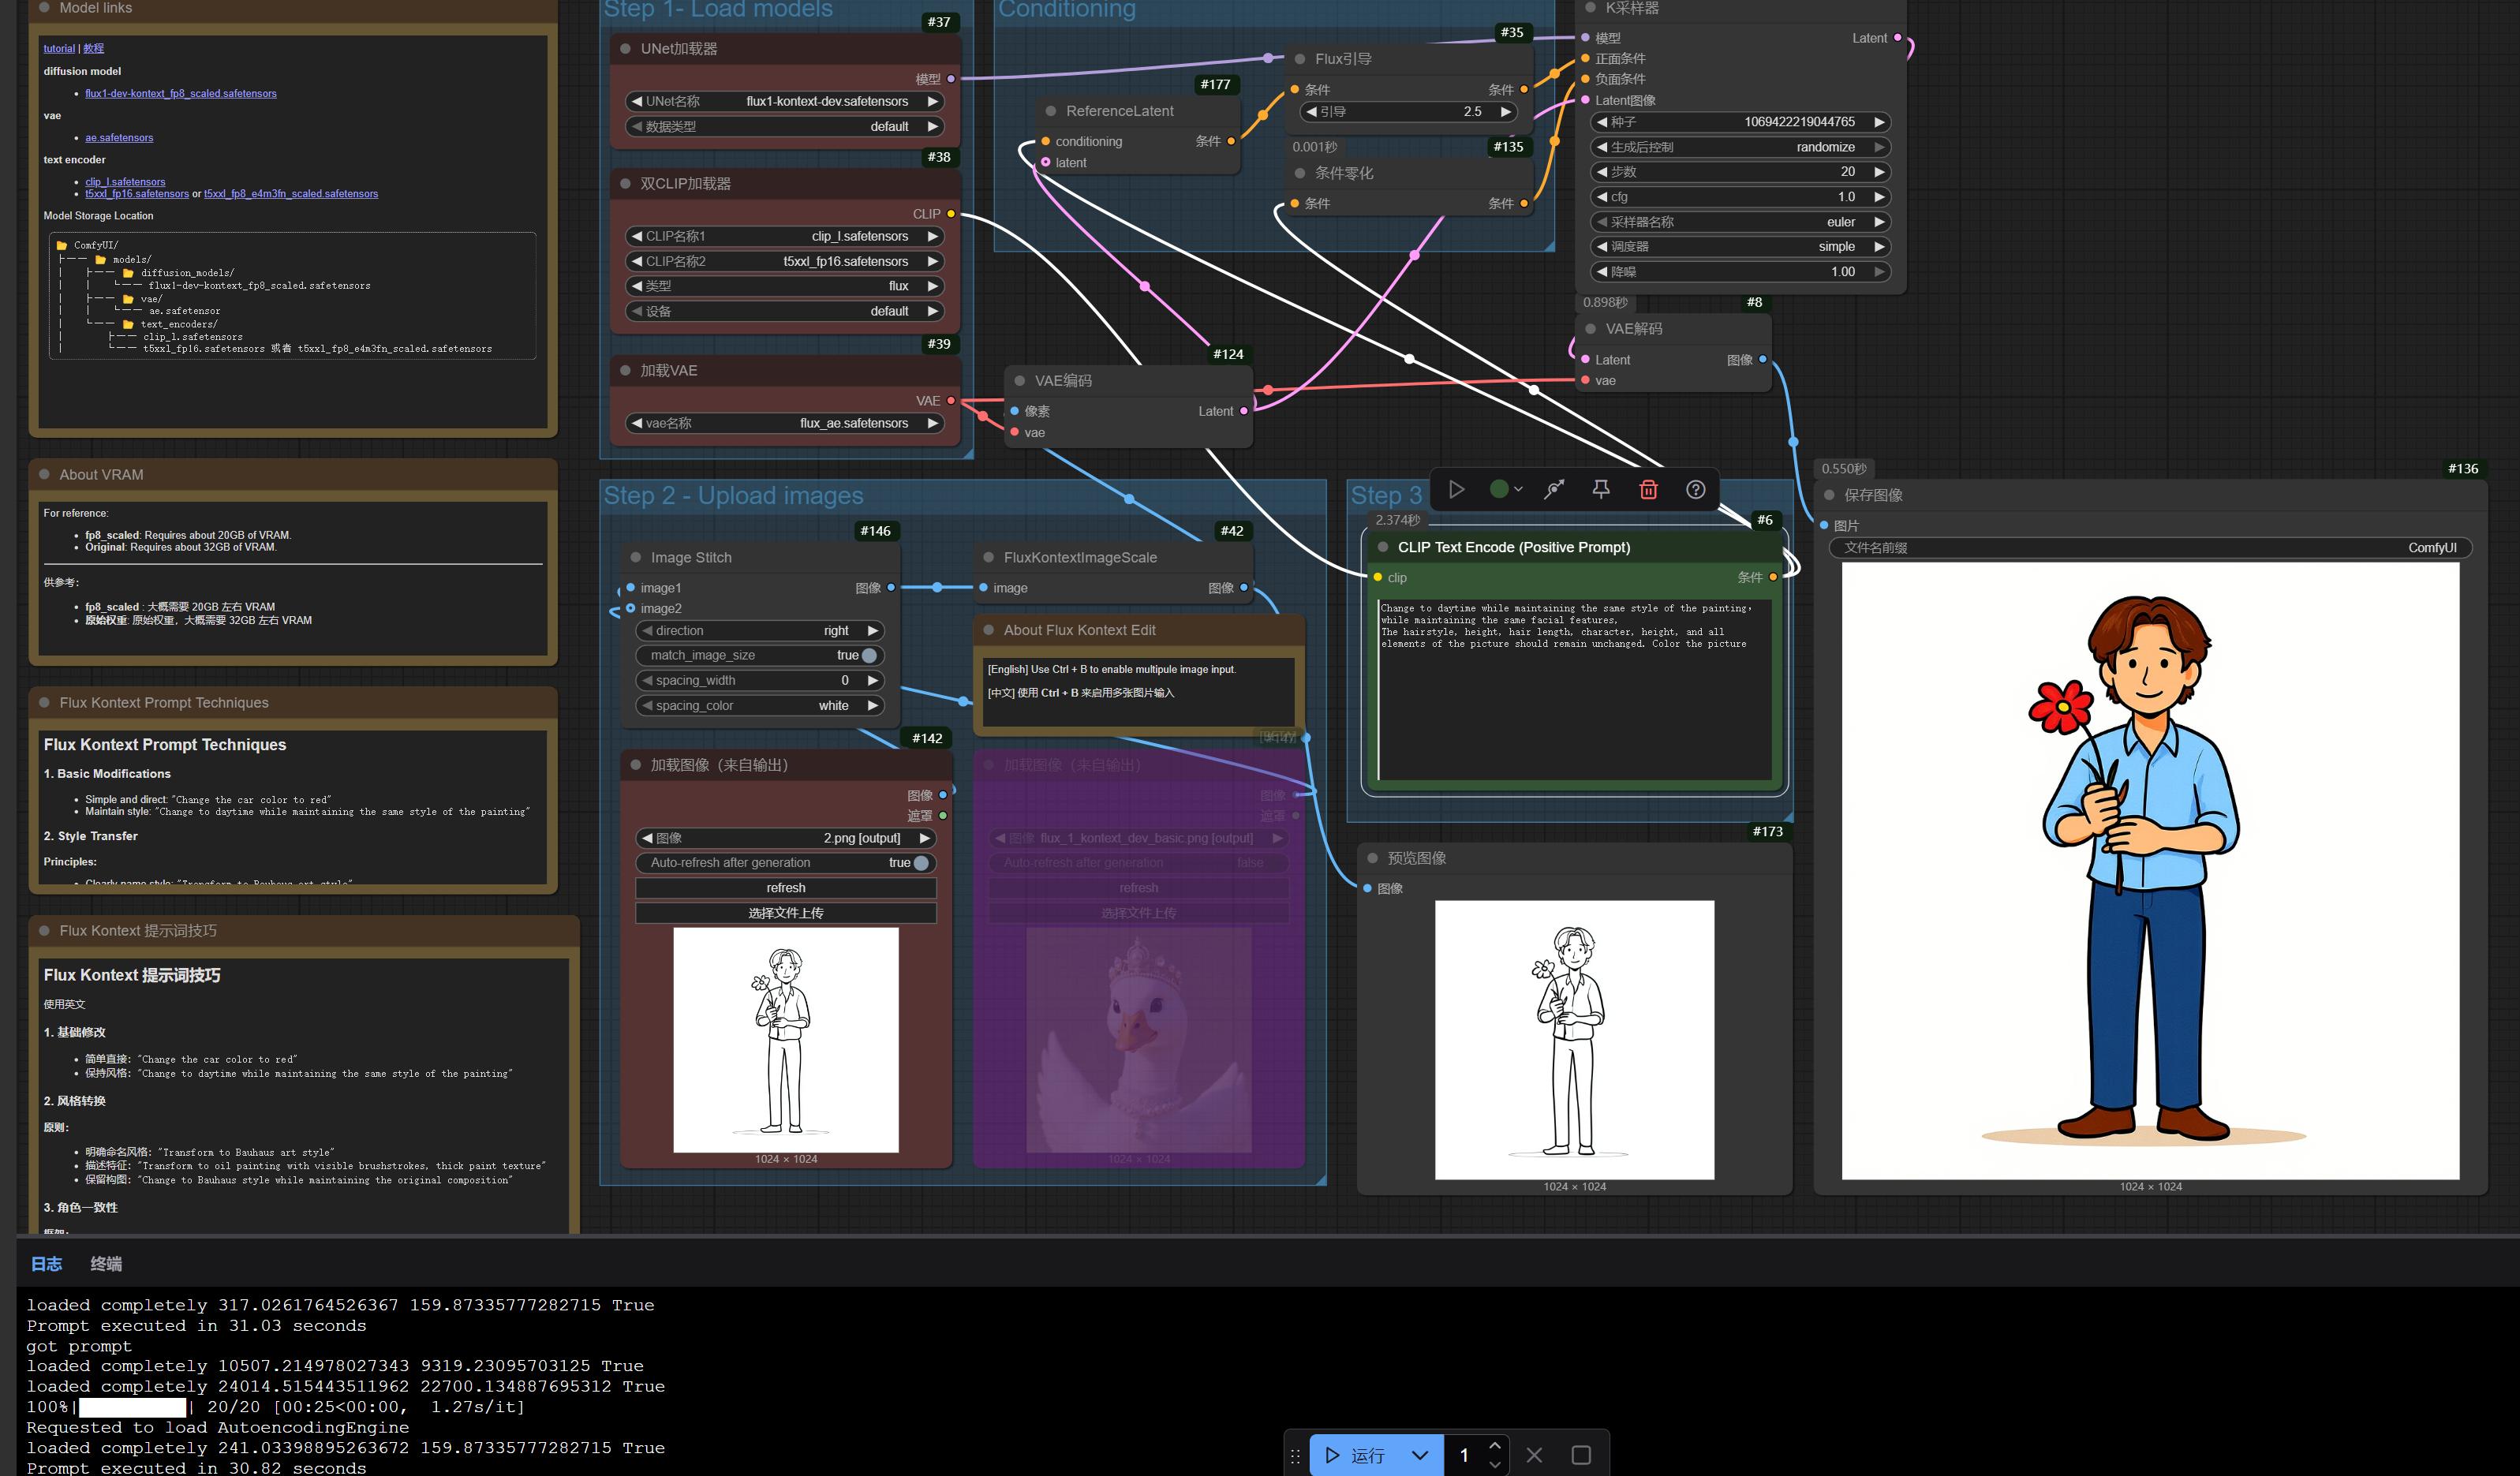 Model links
tutorial | 教程
diffusion model
flux1-dev-kontext_fp8_scaled.safetensors
vae
ae.safetensors
text encoder
clip_l.safetensors
t5xxl_fp16.safetensors or t5xxl_fp8_e4m3fn_scaled.safetensors
Model Storage Location
ComfyUI/
models/
diffusion_models/
flux1-dev-kontext_fp8_scaled.safetensors
vae/
ae.safetensor
text_encoders/
clip_l.safetensors
t5xxl_fp16.safetensors 或者 t5xxl_fp8_e4m3fn_scaled.safetensors
About VRAM
For reference:
fp8_scaled: Requires about 20GB of VRAM.
Original: Requires about 32GB of VRAM.
供参考:
fp8_scaled : 大概需要 20GB 左右 VRAM
原始权重: 原始权重，大概需要 32GB 左右 VRAM
Flux Kontext Prompt Techniques
Flux Kontext Prompt Techniques
1. Basic Modifications
Simple and direct: "Change the car color to red"
Maintain style: "Change to daytime while maintaining the same style of the painting"
2. Style Transfer
Principles:
Clearly name style: "Transform to Bauhaus art style"
Flux Kontext 提示词技巧
Flux Kontext 提示词技巧
使用英文
1. 基础修改
简单直接: "Change the car color to red"
保持风格: "Change to daytime while maintaining the same style of the painting"
2. 风格转换
原则:
明确命名风格: "Transform to Bauhaus art style"
描述特征: "Transform to oil painting with visible brushstrokes, thick paint texture"
保留构图: "Change to Bauhaus style while maintaining the original composition"
3. 角色一致性
框架:
Step 1- Load models
#37
UNet加载器
模型
UNet名称 flux1-kontext-dev.safetensors
数据类型 default
#38
双CLIP加载器
CLIP
CLIP名称1 clip_l.safetensors
CLIP名称2 t5xxl_fp16.safetensors
类型 flux
设备 default
#39
加载VAE
VAE
vae名称 flux_ae.safetensors
Conditioning
#177
ReferenceLatent
conditioning 条件
latent
#35
Flux引导
条件 条件
引导 2.5
0.001秒 #135
条件零化
条件 条件
#124
VAE编码
像素 Latent
vae
K采样器
模型 Latent
正面条件
负面条件
Latent图像
种子 1069422219044765
生成后控制 randomize
步数 20
cfg 1.0
采样器名称 euler
调度器 simple
降噪 1.00
0.898秒 #8
VAE解码
Latent 图像
vae
Step 2 - Upload images
#146
Image Stitch
image1 图像
image2
direction right
match_image_size true
spacing_width 0
spacing_color white
#42
FluxKontextImageScale
image 图像
About Flux Kontext Edit
[English] Use Ctrl + B to enable multipule image input.
[中文] 使用 Ctrl + B 来启用多张图片输入
#142
加载图像（来自输出）
图像
遮罩
图像 2.png [output]
Auto-refresh after generation true
refresh
选择文件上传
1024 × 1024
加载图像（来自输出）
图像
遮罩
图像 flux_1_kontext_dev_basic.png [output]
Auto-refresh after generation false
refresh
选择文件上传
1024 × 1024
Step 3
2.374秒 #6
CLIP Text Encode (Positive Prompt)
clip 条件
Change to daytime while maintaining the same style of the painting,
while maintaining the same facial features,
The hairstyle, height, hair length, character, height, and all
elements of the picture should remain unchanged. Color the picture
#173
预览图像
图像
1024 × 1024
0.550秒 #136
保存图像
图片
文件名前缀 ComfyUI
1024 × 1024
日志 终端
loaded completely 317.0261764526367 159.87335777282715 True
Prompt executed in 31.03 seconds
got prompt
loaded completely 10507.214978027343 9319.23095703125 True
loaded completely 24014.515443511962 22700.134887695312 True
100%| | 20/20 [00:25<00:00, 1.27s/it]
Requested to load AutoencodingEngine
loaded completely 241.03398895263672 159.87335777282715 True
Prompt executed in 30.82 seconds
运行 1